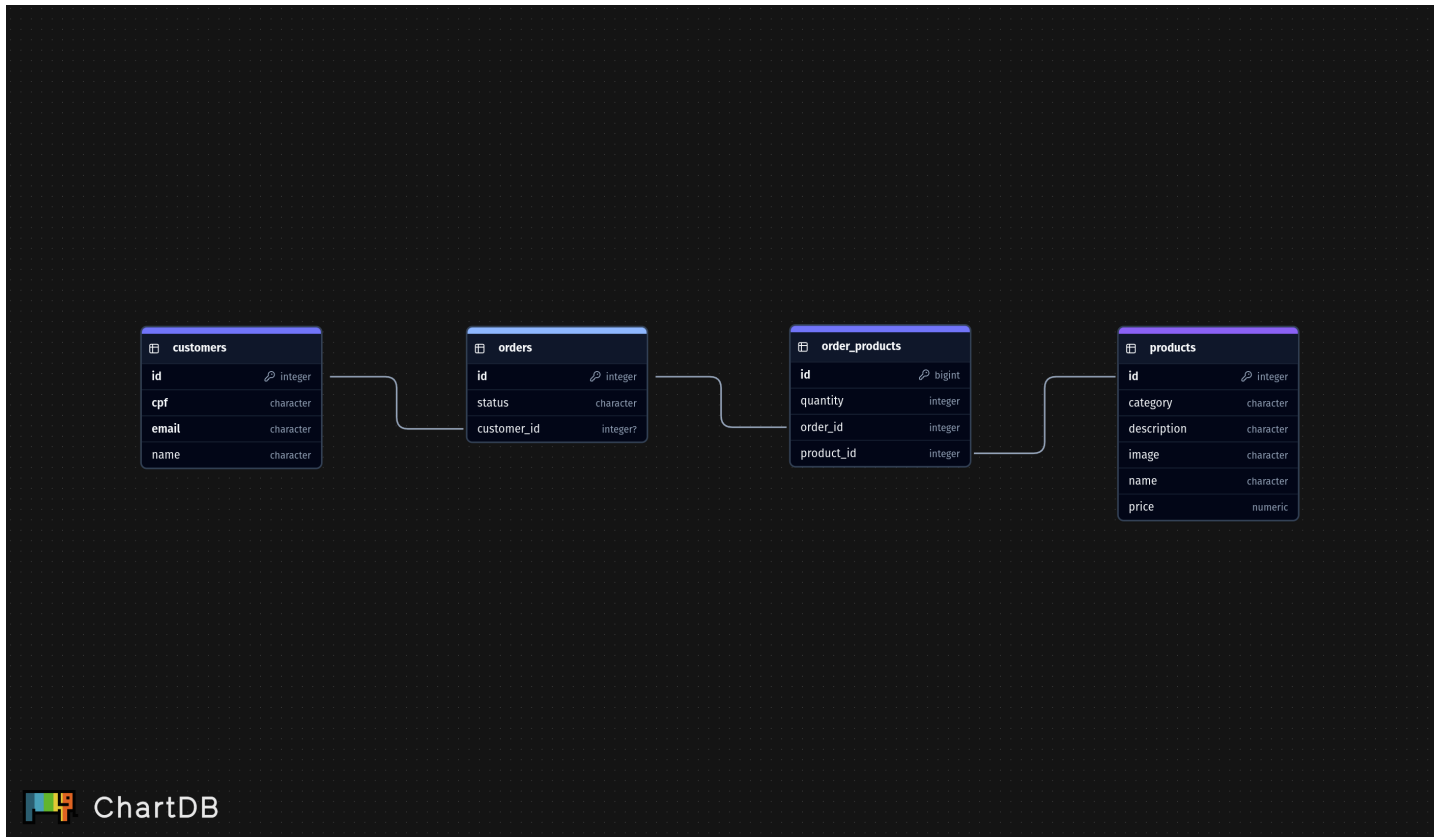 customers
id integer
cpf character
email character
name character
orders
id integer
status character
customer_id integer?
order_products
id bigint
quantity integer
order_id integer
product_id integer
products
id integer
category character
description character
image character
name character
price numeric
ChartDB